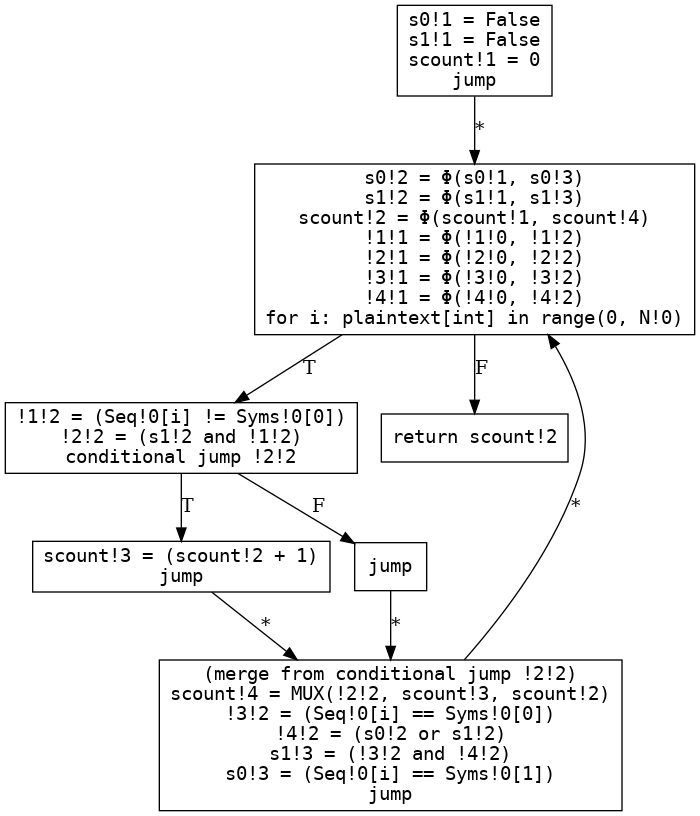 s0!1 = False
s1!1 = False
scount!1 = 0
jump
*
s0!2 = Φ(s0!1, s0!3)
s1!2 = Φ(s1!1, s1!3)
scount!2 = Φ(scount!1, scount!4)
!1!1 = Φ(!1!0, !1!2)
!2!1 = Φ(!2!0, !2!2)
!3!1 = Φ(!3!0, !3!2)
!4!1 = Φ(!4!0, !4!2)
for i: plaintext[int] in range(0, N!0)
T
F
!1!2 = (Seq!0[i] != Syms!0[0])
!2!2 = (s1!2 and !1!2)
conditional jump !2!2
return scount!2
T
F
*
scount!3 = (scount!2 + 1)
jump
jump
*
*
(merge from conditional jump !2!2)
scount!4 = MUX(!2!2, scount!3, scount!2)
!3!2 = (Seq!0[i] == Syms!0[0])
!4!2 = (s0!2 or s1!2)
s1!3 = (!3!2 and !4!2)
s0!3 = (Seq!0[i] == Syms!0[1])
jump